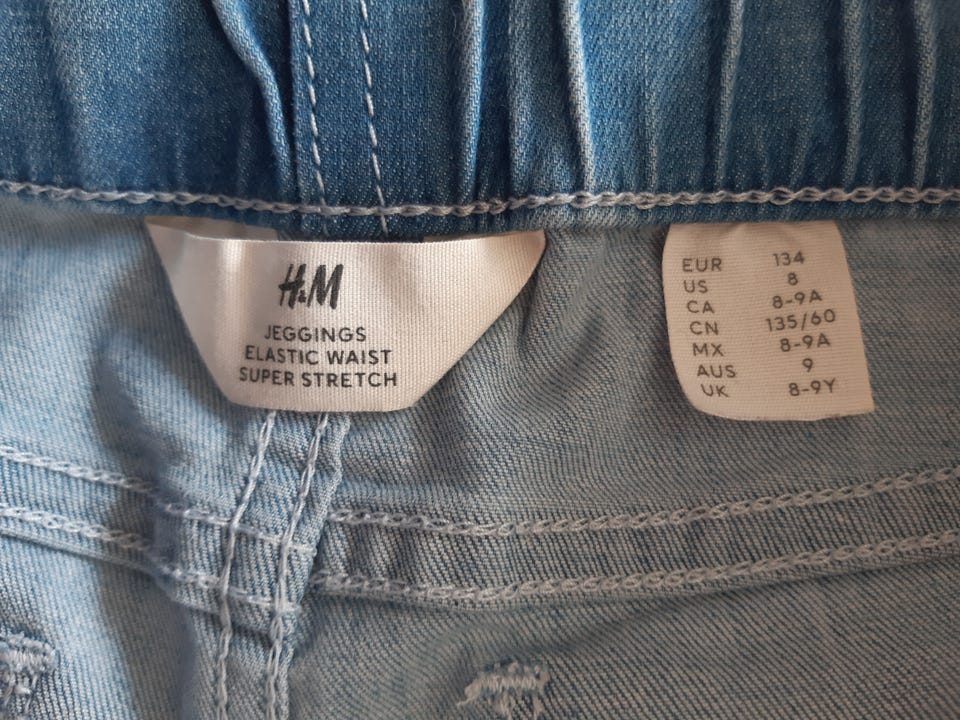 H&M
JEGGINGS
ELASTIC WAIST
SUPER STRETCH
EUR 134
US 8
CA 8-9A
CN 135/60
MX 8-9A
AUS 9
UK 8-9Y